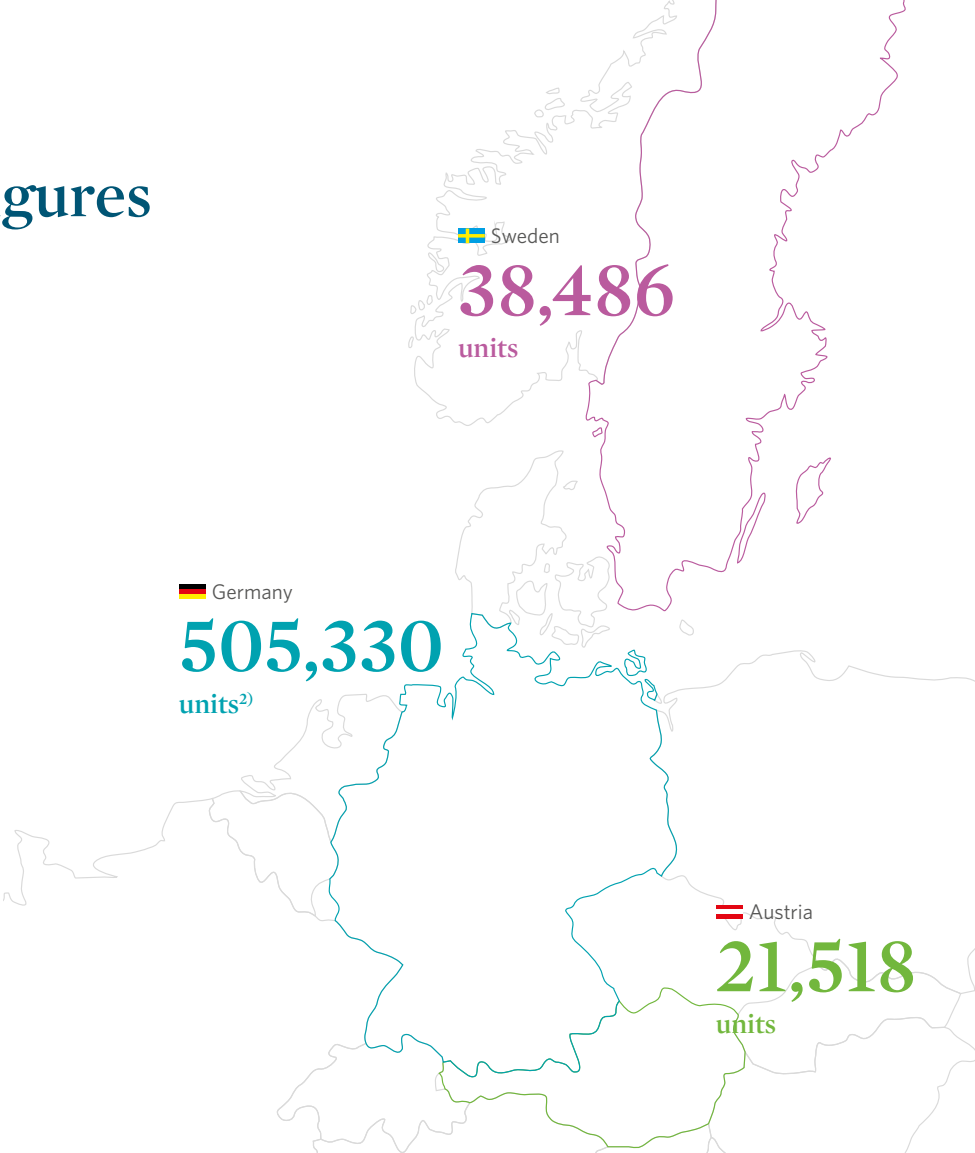 gures
Sweden
38,486
units
Germany
505,330
units²⁾
Austria
21,518
units